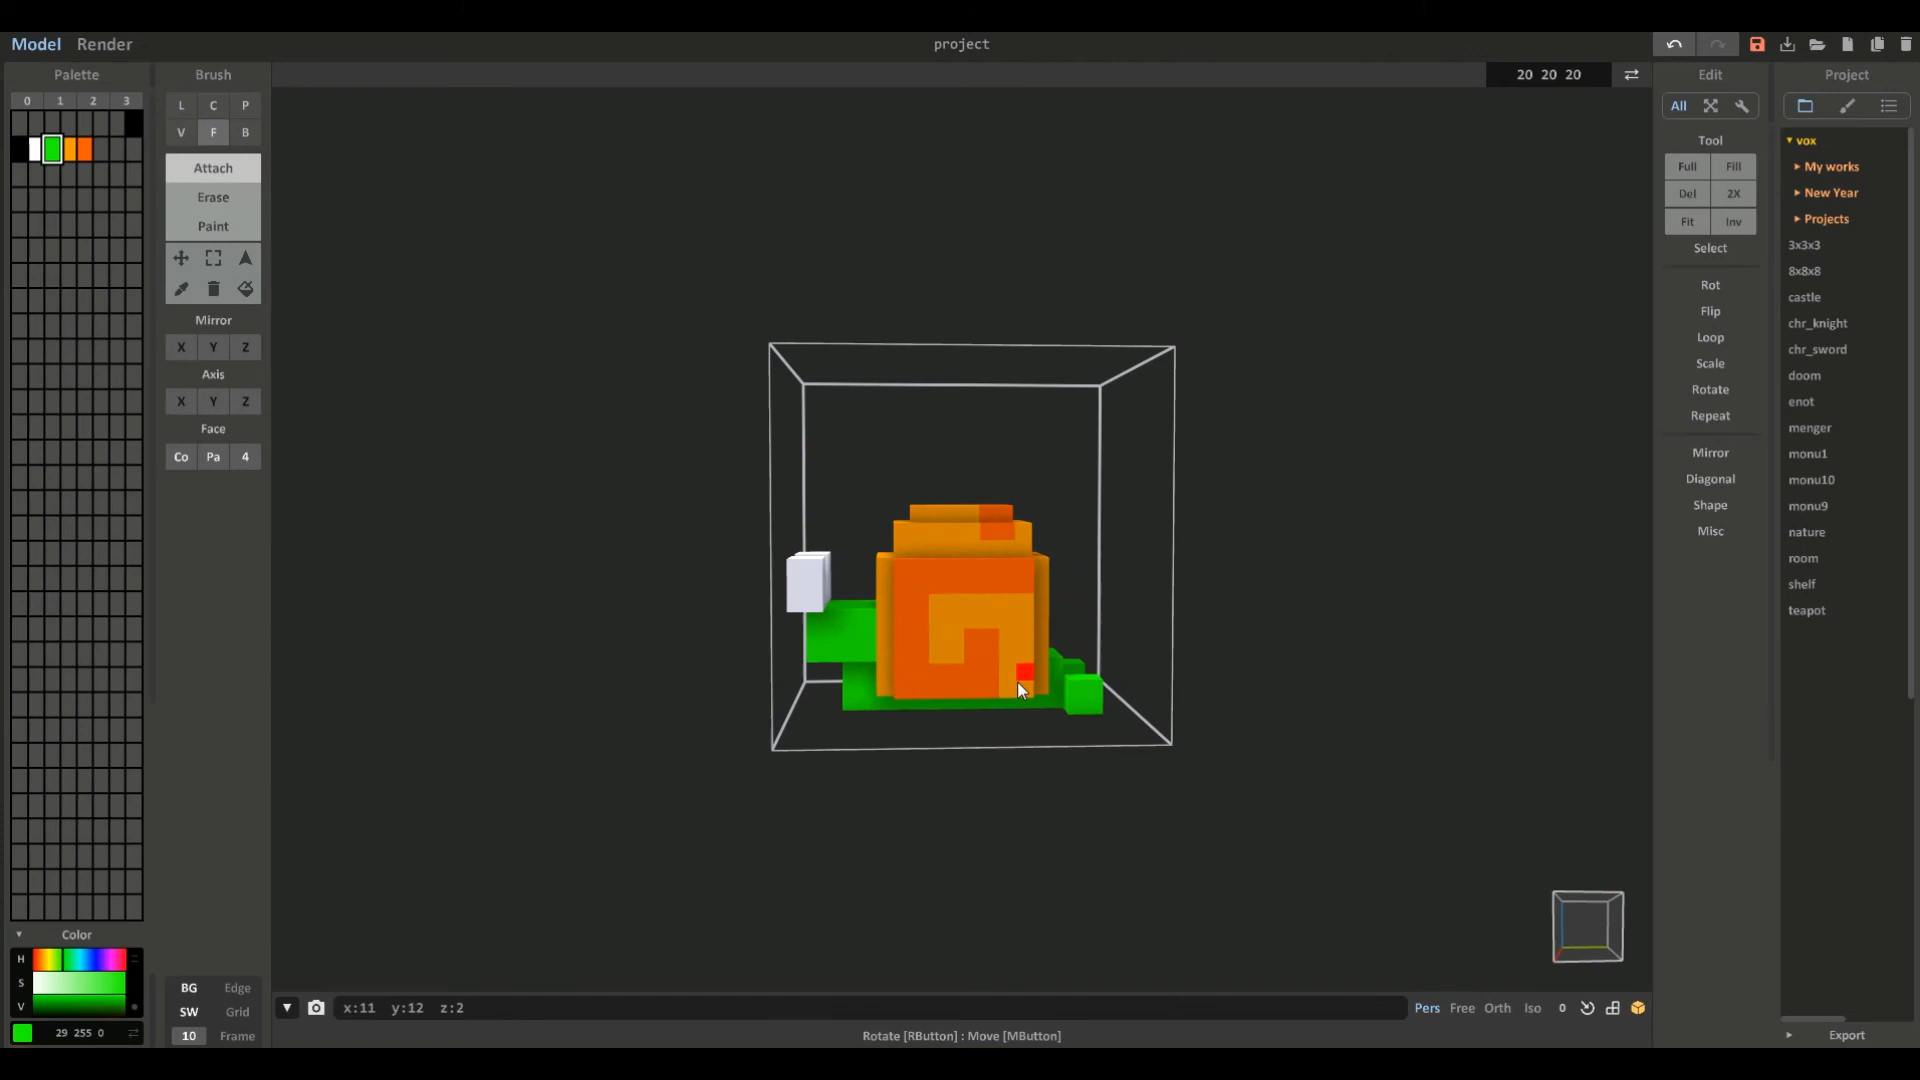 Model Render
project
20 20 20
Palette
0 1 2 3
Brush
L C P
V F B
Attach
Erase
Paint
Mirror
X Y Z
Axis
X Y Z
Face
Co Pa 4
Edit
All
Tool
Full Fill
Del 2X
Fit Inv
Select
Rot
Flip
Loop
Scale
Rotate
Repeat
Mirror
Diagonal
Shape
Misc
Project
vox
My works
New Year
Projects
3x3x3
8x8x8
castle
chr_knight
chr_sword
doom
enot
menger
monu1
monu10
monu9
nature
room
shelf
teapot
Color
H
S
V
29 255 0
BG Edge
SW Grid
10 Frame
x:11 y:12 z:2
Pers Free Orth Iso 0
Rotate [RButton] : Move [MButton]
Export